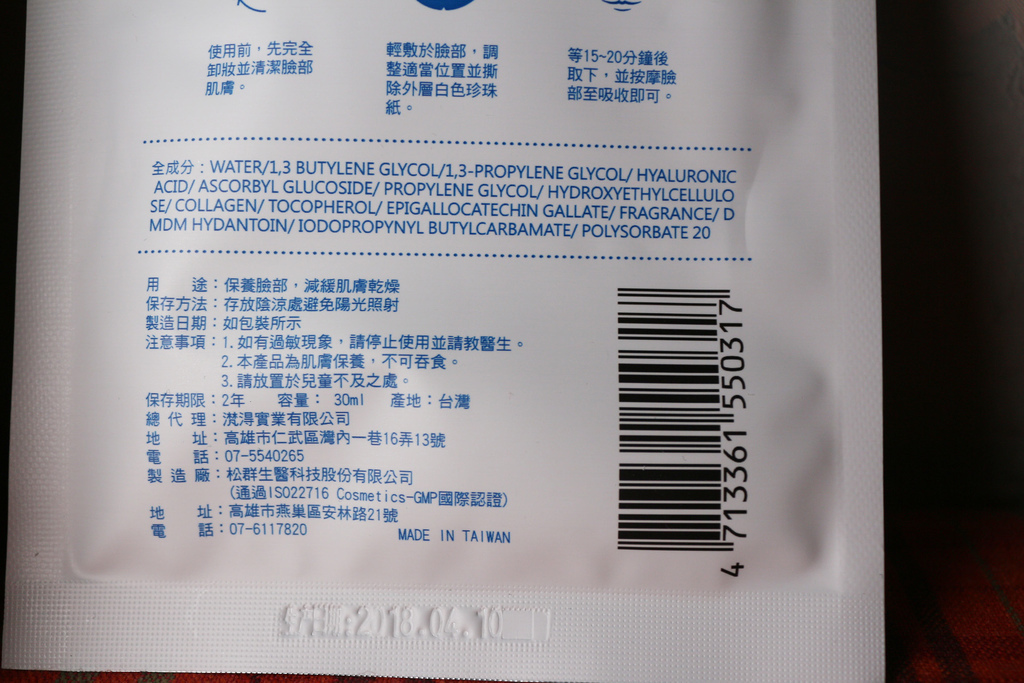 使用前，先完全
卸妝並清潔臉部
肌膚。
輕敷於臉部，調
整適當位置並撕
除外層白色珍珠
紙。
等15~20分鐘後
取下，並按摩臉
部至吸收即可。
全成分：WATER/1,3 BUTYLENE GLYCOL/1,3-PROPYLENE GLYCOL/ HYALURONIC
ACID/ ASCORBYL GLUCOSIDE/ PROPYLENE GLYCOL/ HYDROXYETHYLCELLULO
SE/ COLLAGEN/ TOCOPHEROL/ EPIGALLOCATECHIN GALLATE/ FRAGRANCE/ D
MDM HYDANTOIN/ IODOPROPYNYL BUTYLCARBAMATE/ POLYSORBATE 20
用　　途：保養臉部，減緩肌膚乾燥
保存方法：存放陰涼處避免陽光照射
製造日期：如包裝所示
注意事項：1.如有過敏現象，請停止使用並請教醫生。
2.本產品為肌膚保養，不可吞食。
3.請放置於兒童不及之處。
保存期限：2年　容量：30ml　產地：台灣
總 代 理：濙淂實業有限公司
地　　址：高雄市仁武區灣內一巷16弄13號
電　　話：07-5540265
製 造 廠：松群生醫科技股份有限公司
(通過ISO22716 Cosmetics-GMP國際認證)
地　　址：高雄市燕巢區安林路21號
電　　話：07-6117820
MADE IN TAIWAN
4 713361 550317
2018.04.10